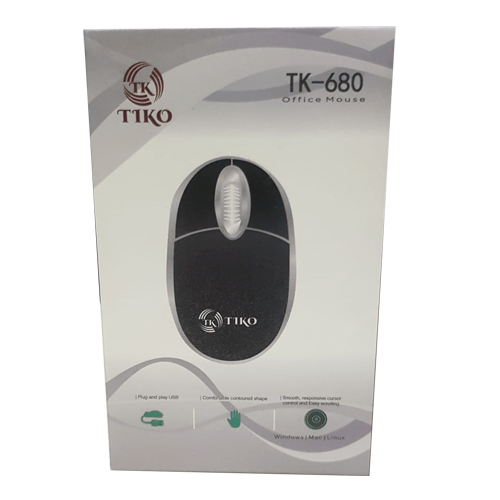 TK
TIKO
TK-680
Office Mouse
TK TIKO
| Plug and play USB
| Comfortable contoured shape
| Smooth, responsive cursor
control and Easy scrolling.
Windows / Mac / Linux